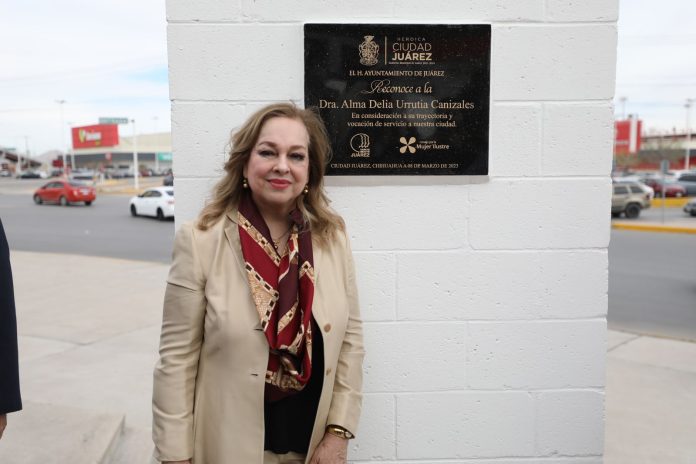 HEROICA
CIUDAD
JUÁREZ
EL H. AYUNTAMIENTO DE JUÁREZ
Reconoce a la
Dra. Alma Delia Urrutia Canizales
En consideración a su trayectoria y
vocación de servicio a nuestra ciudad.
Mujer Ilustre
CIUDAD JUÁREZ, CHIHUAHUA A 08 DE MARZO DE 2023